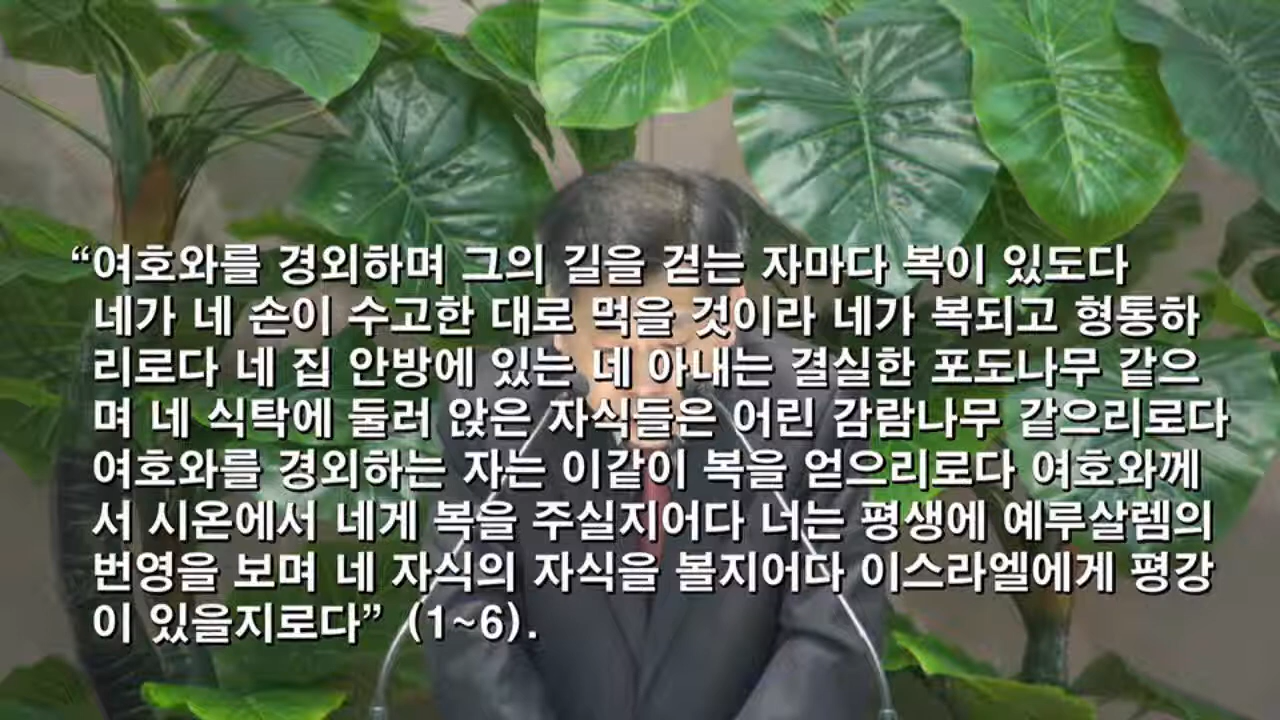 “여호와를 경외하며 그의 길을 걷는 자마다 복이 있도다
네가 네 손이 수고한 대로 먹을 것이라 네가 복되고 형통하
리로다 네 집 안방에 있는 네 아내는 결실한 포도나무 같으
며 네 식탁에 둘러 앉은 자식들은 어린 감람나무 같으리로다
여호와를 경외하는 자는 이같이 복을 얻으리로다 여호와께
서 시온에서 네게 복을 주실지어다 너는 평생에 예루살렘의
번영을 보며 네 자식의 자식을 볼지어다 이스라엘에게 평강
이 있을지로다” (1~6).